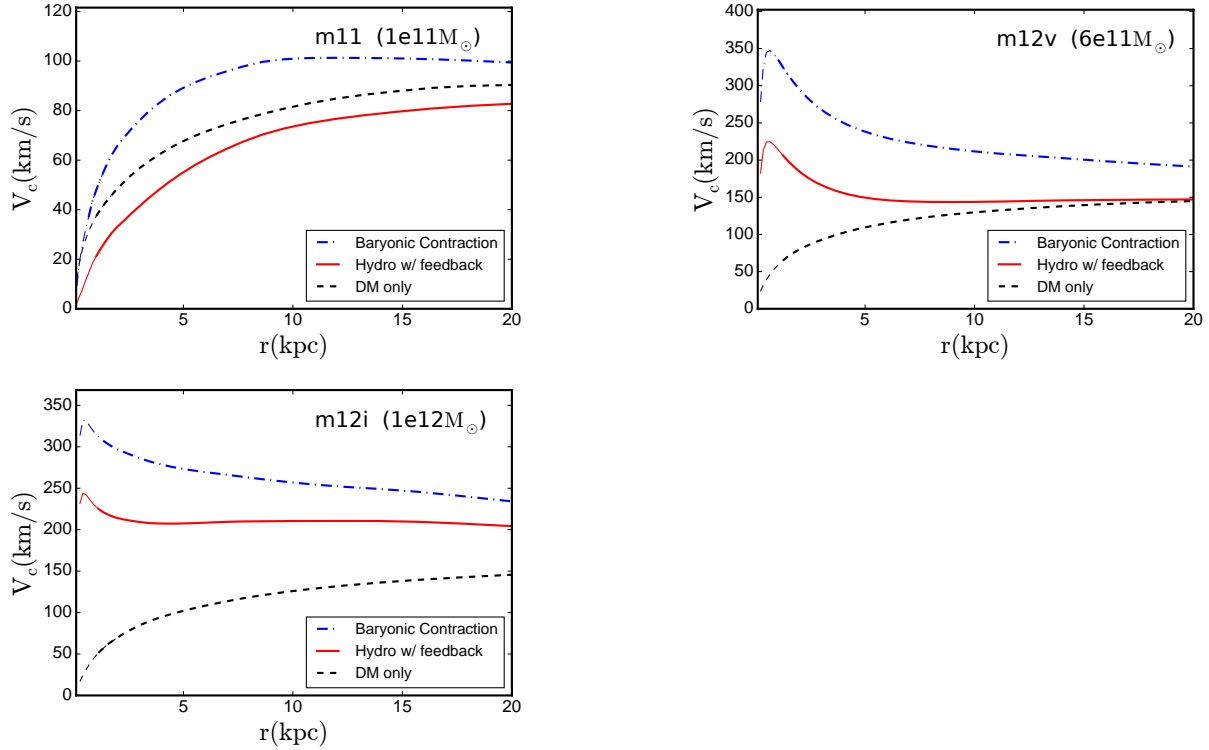 m11 (1e11M⊙)
V_c(km/s)
120
100
80
60
40
20
0
Baryonic Contraction
Hydro w/ feedback
DM only
5
10
15
20
r(kpc)
m12v (6e11M⊙)
V_c(km/s)
400
350
300
250
200
150
100
50
0
Baryonic Contraction
Hydro w/ feedback
DM only
5
10
15
20
r(kpc)
m12i (1e12M⊙)
V_c(km/s)
350
300
250
200
150
100
50
0
Baryonic Contraction
Hydro w/ feedback
DM only
5
10
15
20
r(kpc)